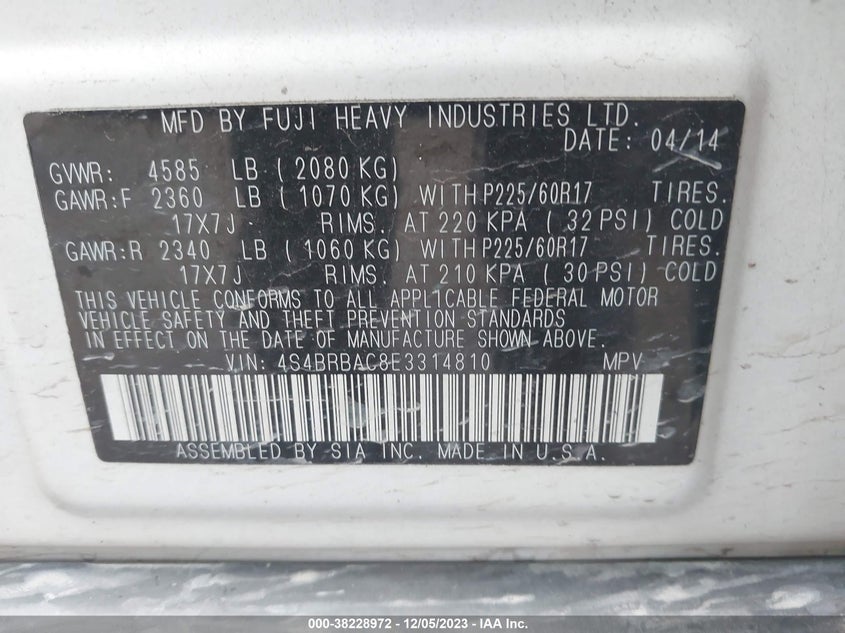 MFD BY FUJI HEAVY INDUSTRIES LTD.
DATE: 04/14
GVWR: 4585 LB ( 2080 KG)
GAWR:F 2360 LB ( 1070 KG) WITH P225/60R17 TIRES.
17X7J RIMS. AT 220 KPA ( 32 PSI) COLD
GAWR:R 2340 LB ( 1060 KG) WITH P225/60R17 TIRES.
17X7J RIMS. AT 210 KPA ( 30 PSI) COLD
THIS VEHICLE CONFORMS TO ALL APPLICABLE FEDERAL MOTOR
VEHICLE SAFETY AND THEFT PREVENTION STANDARDS
IN EFFECT ON THE DATE OF MANUFACTURE SHOWN ABOVE.
VIN: 4S4BRBAC8E3314810 MPV
ASSEMBLED BY SIA INC. MADE IN U.S.A.
000-38228972 - 12/05/2023 - IAA Inc.